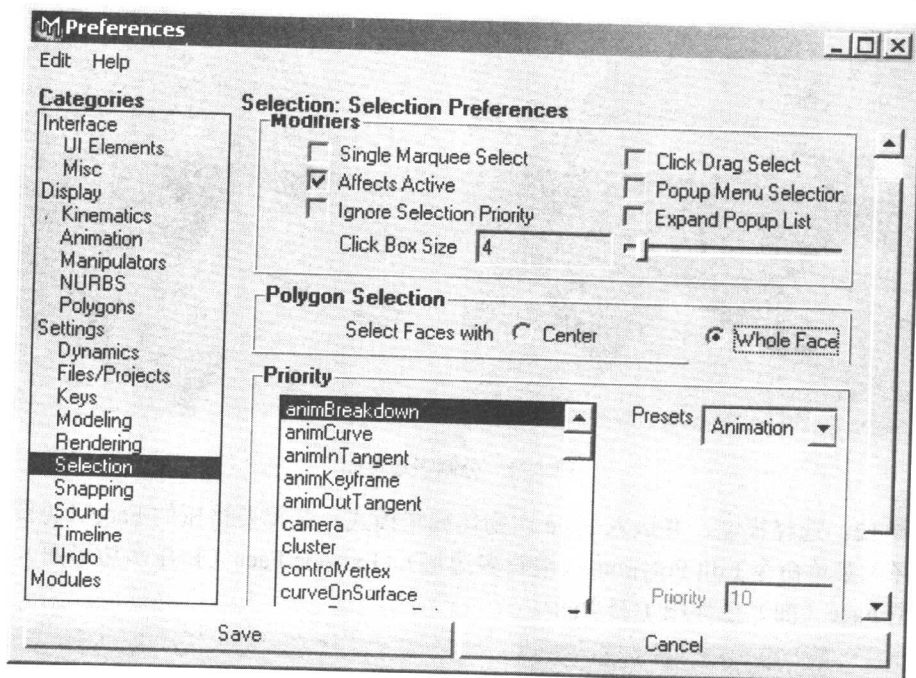 Preferences
Edit Help
Categories
Interface
UI Elements
Misc
Display
Kinematics
Animation
Manipulators
NURBS
Polygons
Settings
Dynamics
Files/Projects
Keys
Modeling
Rendering
Selection
Snapping
Sound
Timeline
Undo
Modules
Selection: Selection Preferences
Modifiers
Single Marquee Select
Click Drag Select
Affects Active
Popup Menu Selection
Ignore Selection Priority
Expand Popup List
Click Box Size 4
Polygon Selection
Select Faces with Center Whole Face
Priority
animBreakdown
animCurve
animInTangent
animKeyframe
animOutTangent
camera
cluster
controlVertex
curveOnSurface
Presets Animation
Priority 10
Save Cancel